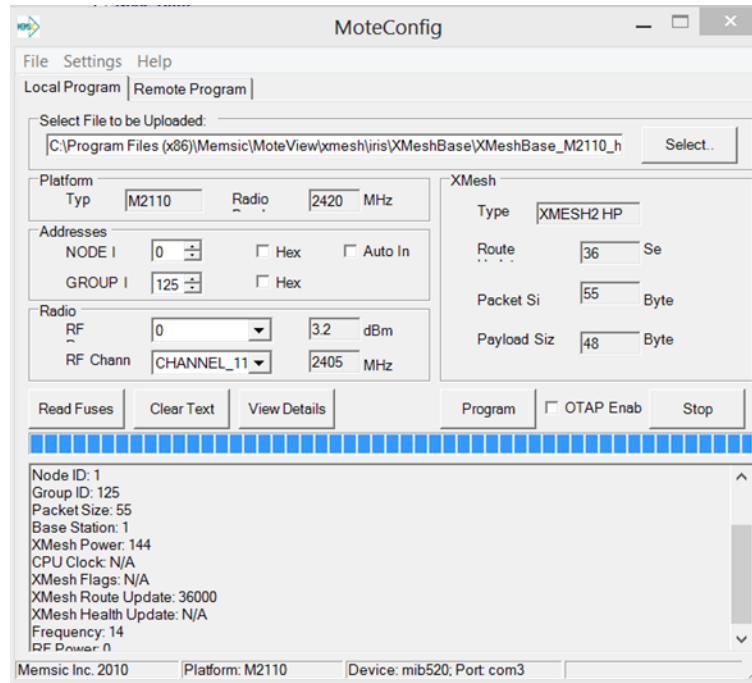 MoteConfig
File Settings Help
Local Program Remote Program
Select File to be Uploaded:
C:\Program Files (x86)\Memsic\MoteView\xmesh\iris\XMeshBase\XMeshBase_M2110_h Select..
Platform
Typ M2110 Radio 2420 MHz
Addresses
NODE I 0 Hex Auto In
GROUP I 125 Hex
Radio
RF 0 3.2 dBm
RF Chann CHANNEL_11 2405 MHz
XMesh
Type XMESH2 HP
Route 36 Se
Packet Si 55 Byte
Payload Siz 48 Byte
Read Fuses Clear Text View Details Program OTAP Enab Stop
Node ID: 1
Group ID: 125
Packet Size: 55
Base Station: 1
XMesh Power: 144
CPU Clock: N/A
XMesh Flags: N/A
XMesh Route Update: 36000
XMesh Health Update: N/A
Frequency: 14
RF Power: 0
Memsic Inc. 2010 Platform: M2110 Device: mib520; Port: com3